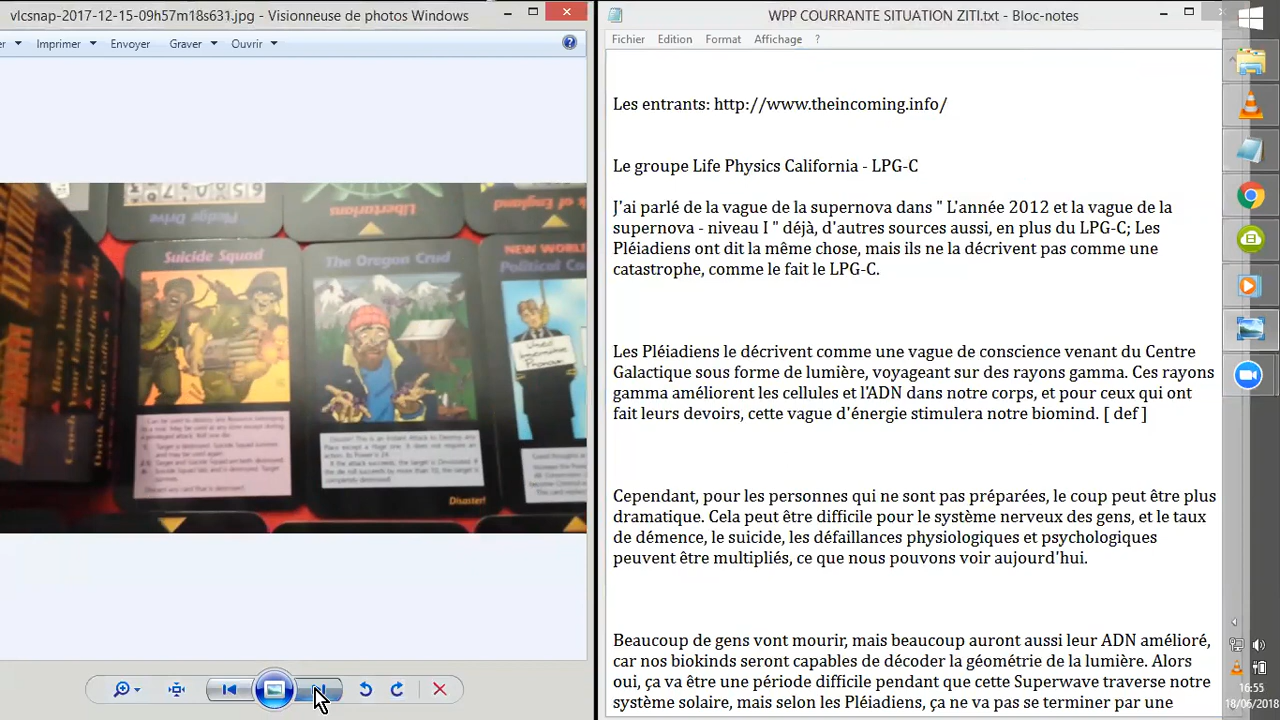 vlcsnap-2017-12-15-09h57m18s631.jpg - Visionneuse de photos Windows
Imprimer
Envoyer
Graver
Ouvrir
Pledge Drive
Libertarians
of England
Suicide Squad
The Oregon Crud
NEW WORLD
Political Co
Disaster!
WPP COURRANTE SITUATION ZITI.txt - Bloc-notes
Fichier Edition Format Affichage ?
Les entrants: http://www.theincoming.info/
Le groupe Life Physics California - LPG-C
J'ai parlé de la vague de la supernova dans " L'année 2012 et la vague de la
supernova - niveau I " déjà, d'autres sources aussi, en plus du LPG-C; Les
Pléiadiens ont dit la même chose, mais ils ne la décrivent pas comme une
catastrophe, comme le fait le LPG-C.
Les Pléiadiens le décrivent comme une vague de conscience venant du Centre
Galactique sous forme de lumière, voyageant sur des rayons gamma. Ces rayons
gamma améliorent les cellules et l'ADN dans notre corps, et pour ceux qui ont
fait leurs devoirs, cette vague d'énergie stimulera notre biomind. [ def ]
Cependant, pour les personnes qui ne sont pas préparées, le coup peut être plus
dramatique. Cela peut être difficile pour le système nerveux des gens, et le taux
de démence, le suicide, les défaillances physiologiques et psychologiques
peuvent être multipliés, ce que nous pouvons voir aujourd'hui.
Beaucoup de gens vont mourir, mais beaucoup auront aussi leur ADN amélioré,
car nos biokinds seront capables de décoder la géométrie de la lumière. Alors
oui, ça va être une période difficile pendant que cette Superwave traverse notre
système solaire, mais selon les Pléiadiens, ça ne va pas se terminer par une
16:55
18/06/2018